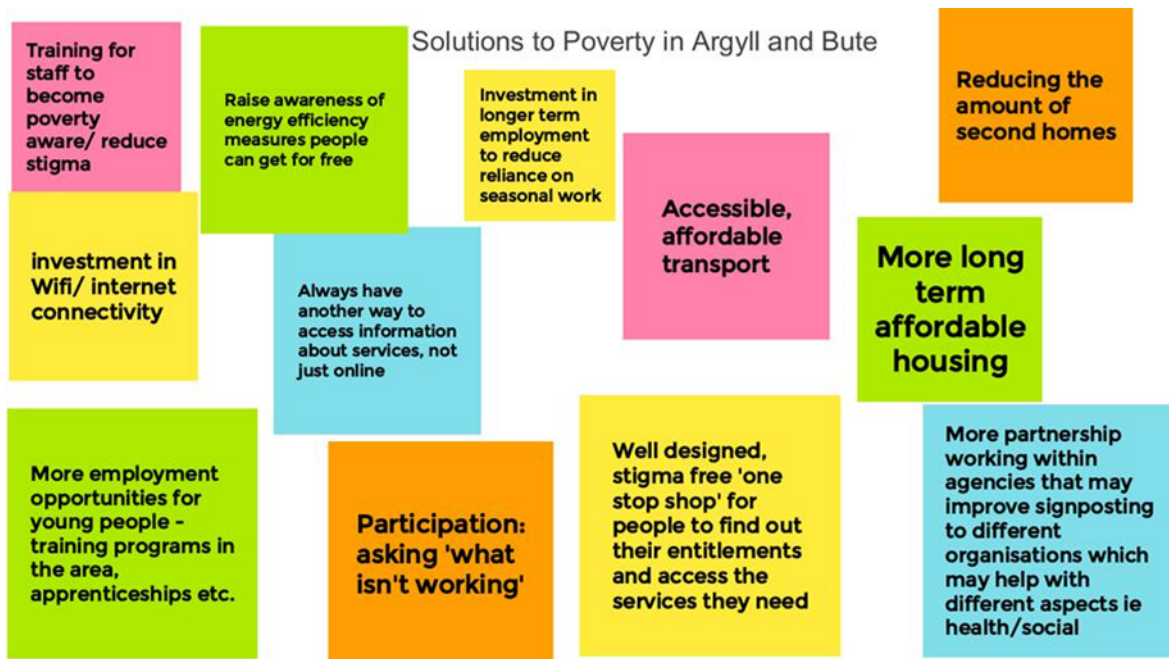 Solutions to Poverty in Argyll and Bute
Training for
staff to
become
poverty
aware/ reduce
stigma
Raise awareness of
energy efficiency
measures people
can get for free
Investment in
longer term
employment
to reduce
reliance on
seasonal work
Accessible,
affordable
transport
Reducing the
amount of
second homes
investment in
Wifi/ internet
connectivity
Always have
another way to
access information
about services, not
just online
More long
term
affordable
housing
More employment
opportunities for
young people -
training programs in
the area,
apprenticeships etc.
Participation:
asking 'what
isn't working'
Well designed,
stigma free 'one
stop shop' for
people to find out
their entitlements
and access the
services they need
More partnership
working within
agencies that may
improve signposting
to different
organisations which
may help with
different aspects ie
health/social